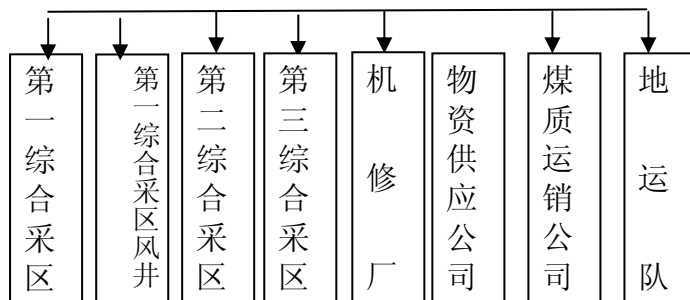 第一综合采区
第一综合采区风井
第二综合采区
第三综合采区
机修厂
物资供应公司
煤质运销公司
地运队